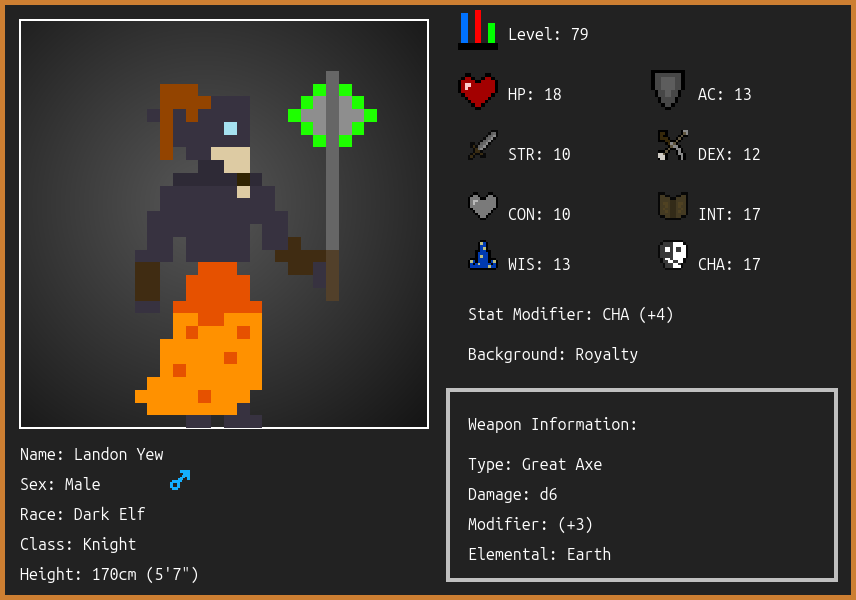 Level: 79
HP: 18
AC: 13
STR: 10
DEX: 12
CON: 10
INT: 17
WIS: 13
CHA: 17
Stat Modifier: CHA (+4)
Background: Royalty
Weapon Information:
Type: Great Axe
Damage: d6
Modifier: (+3)
Elemental: Earth
Name: Landon Yew
Sex: Male
Race: Dark Elf
Class: Knight
Height: 170cm (5'7")